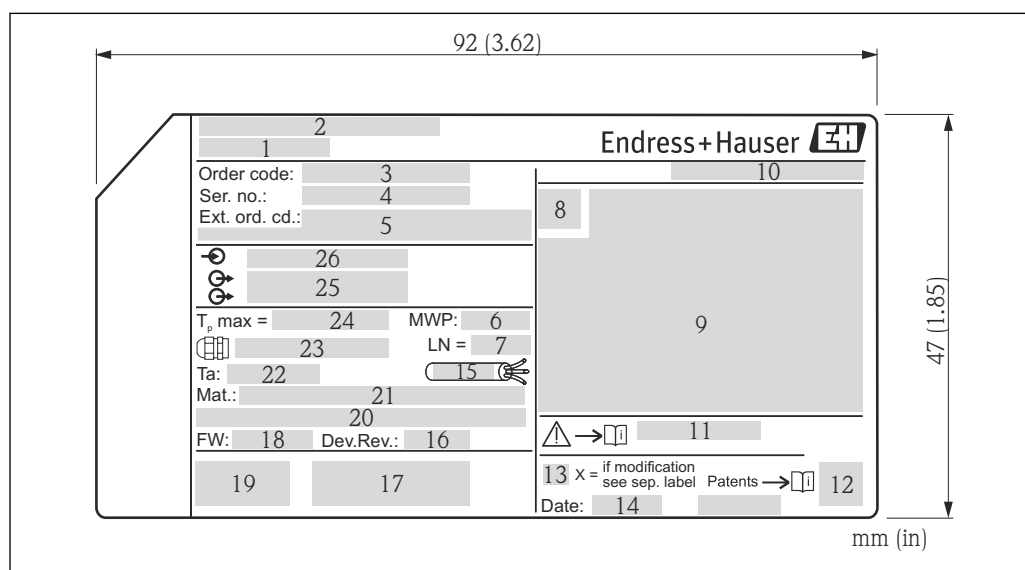 92 (3.62)
2
1
Endress+Hauser EH
10
Order code: 3
Ser. no.: 4
Ext. ord. cd.: 5
8
9
26
25
Tp max = 24 MWP: 6
23 LN = 7
Ta: 22 15
Mat.: 21
20
FW: 18 Dev.Rev.: 16
19 17
i 11
13 X = if modification
see sep. label Patents i 12
Date: 14
47 (1.85)
mm (in)